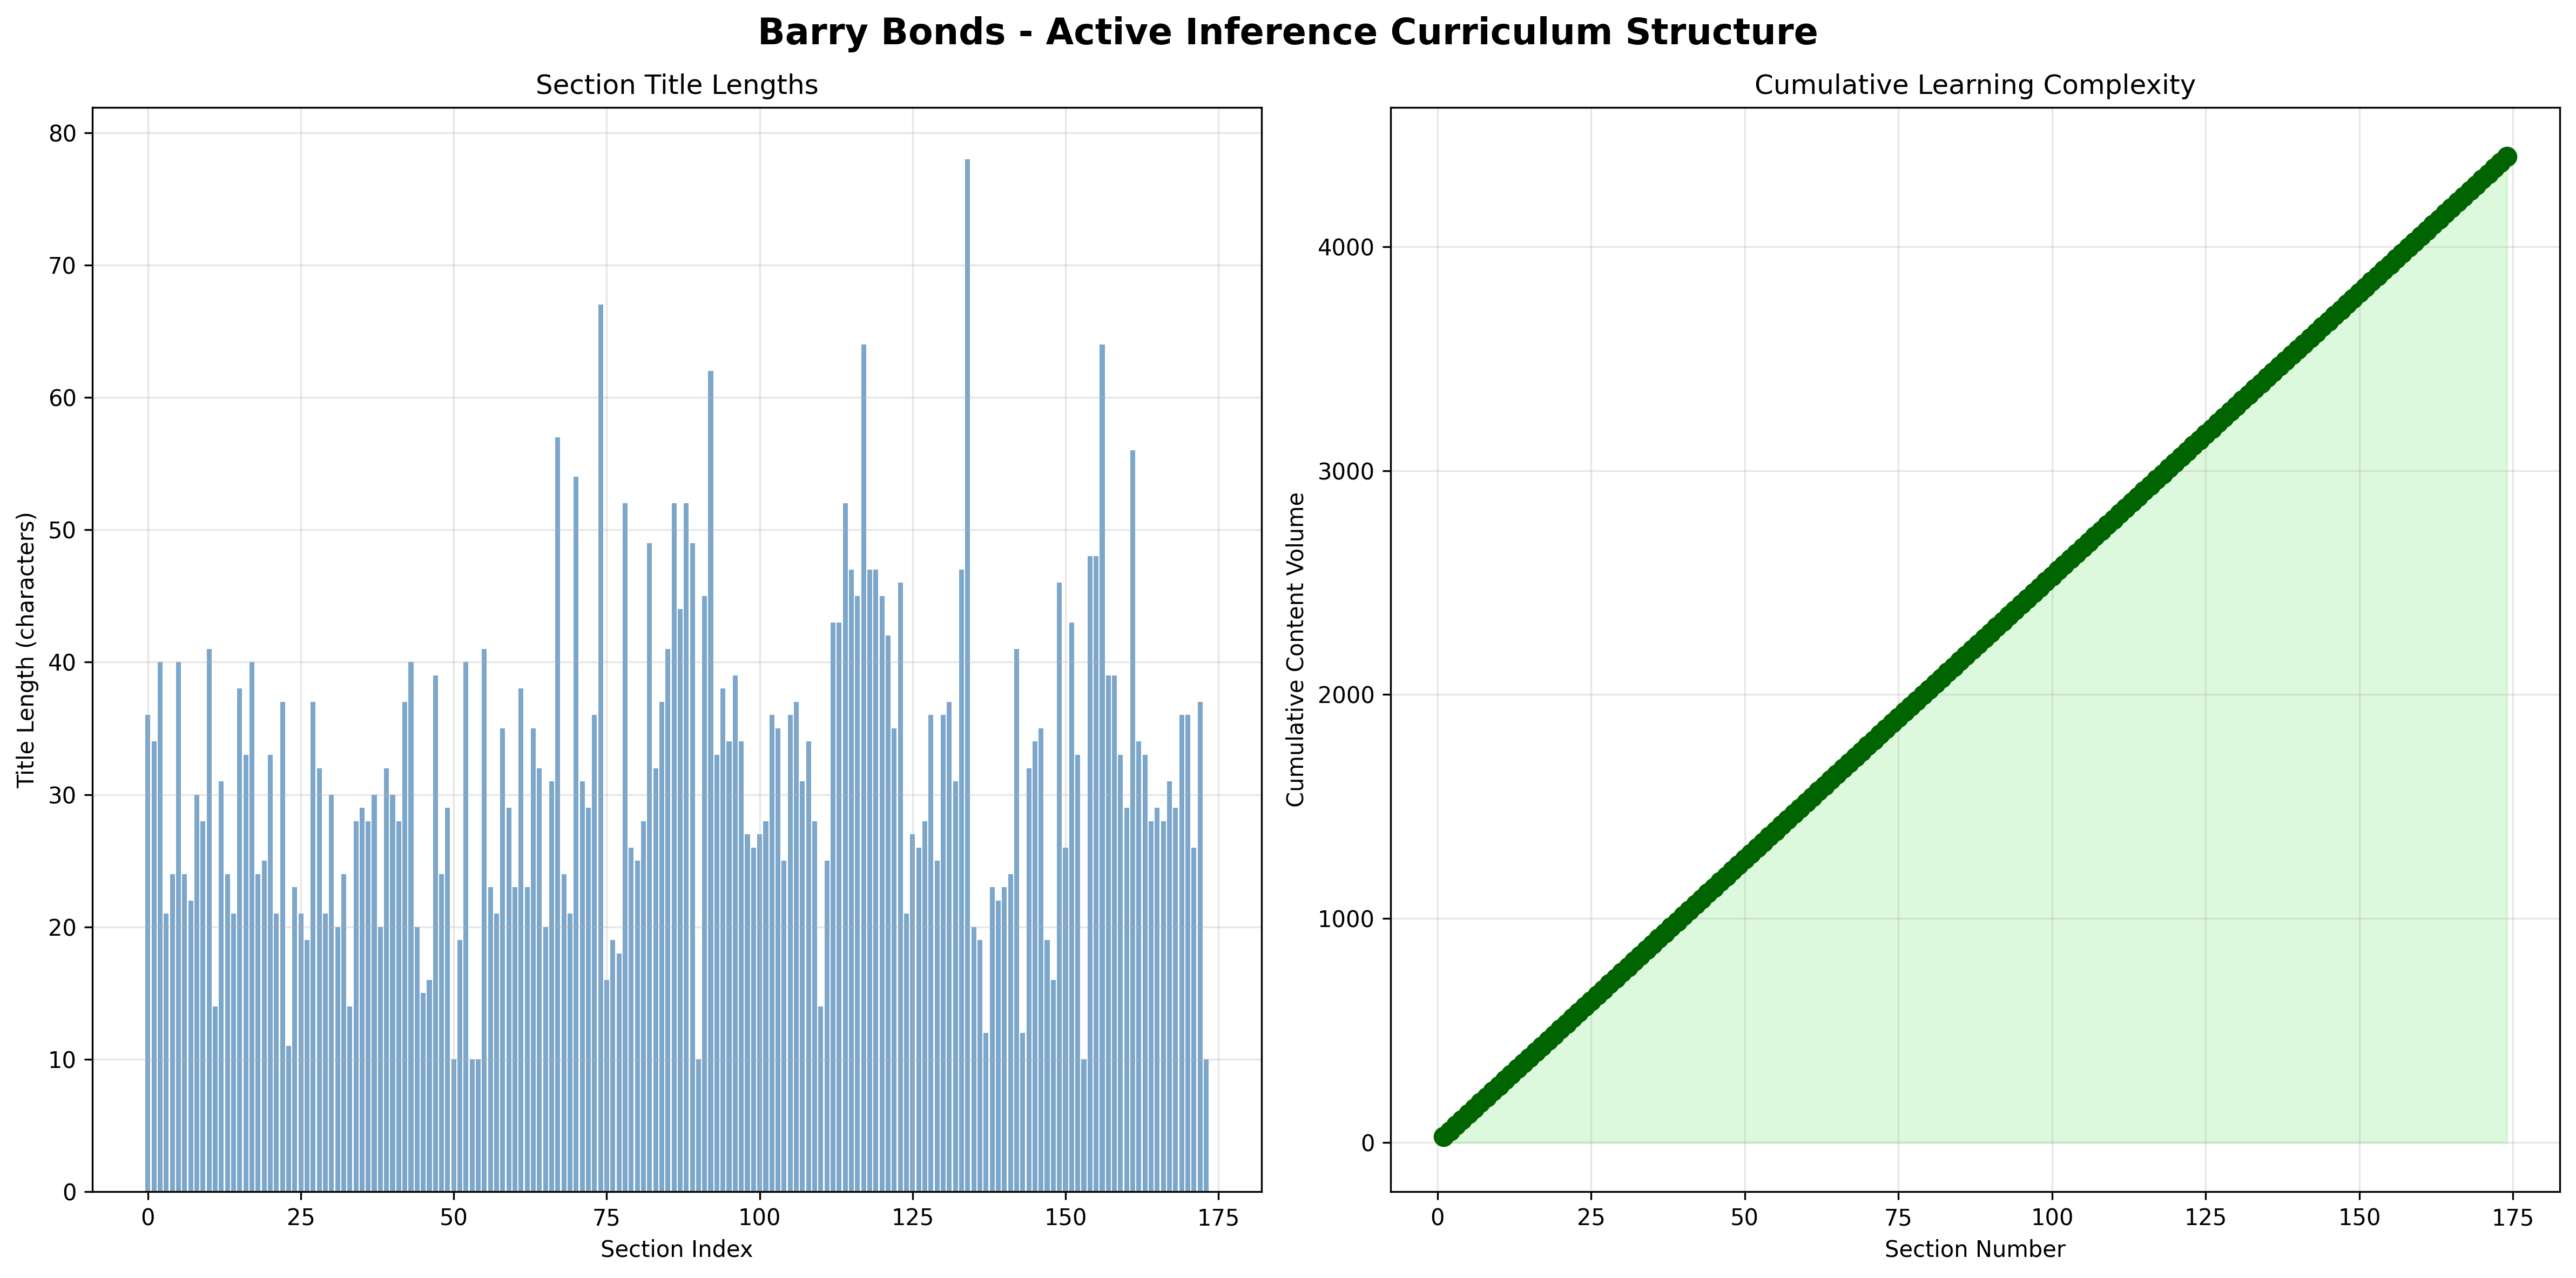 Barry Bonds - Active Inference Curriculum Structure
Section Title Lengths
Title Length (characters)
80
70
60
50
40
30
20
10
0
0 25 50 75 100 125 150 175
Section Index
Cumulative Learning Complexity
Cumulative Content Volume
4000
3000
2000
1000
0
0 25 50 75 100 125 150 175
Section Number